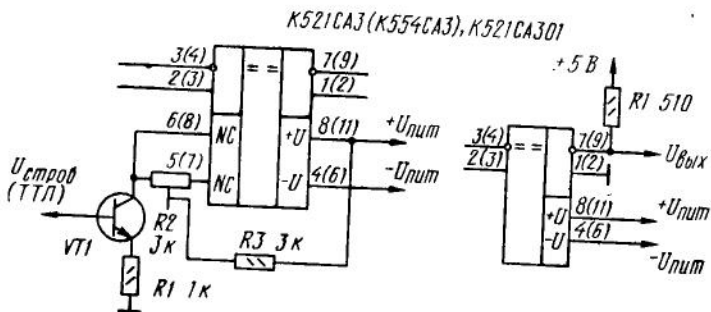 К521СА3 (К554СА3), К521СА301
3(4)
2(3)
= =
7(9)
1(2)
6(8)
NC
+U
8(11)
+Uпит
5(7)
NC
-U
4(6)
-Uпит
Uстроб
(ТТЛ)
VT1
R2
3к
R3 3к
R1 1к
+5 В
R1 510
3(4)
2(3)
= =
7(9)
1(2)
Uвых
+U
8(11)
+Uпит
-U
4(6)
-Uпит